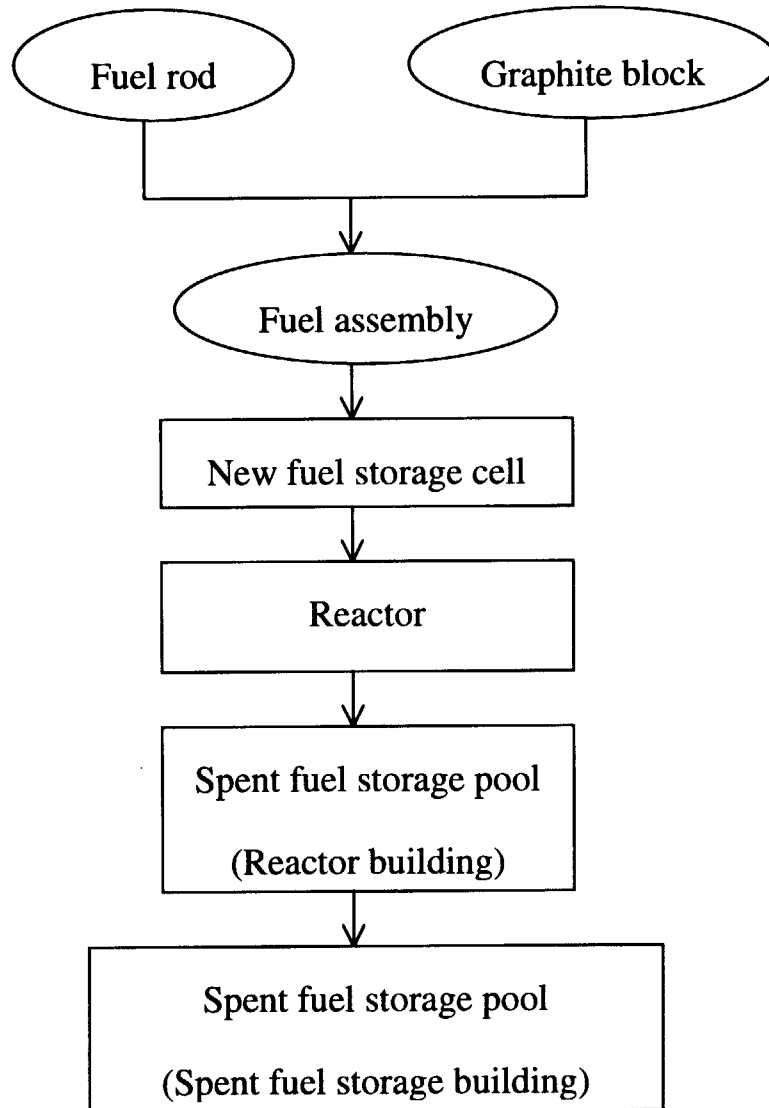 Fuel rod
Graphite block
Fuel assembly
New fuel storage cell
Reactor
Spent fuel storage pool
(Reactor building)
Spent fuel storage pool
(Spent fuel storage building)